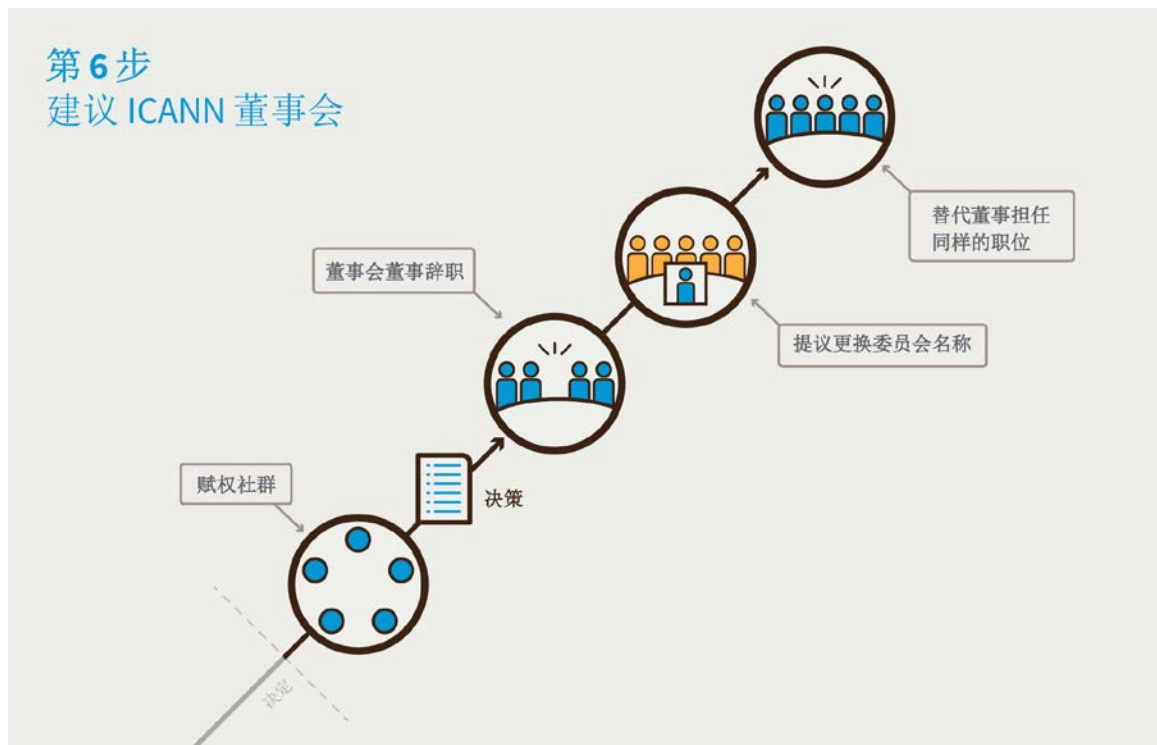 第 6 步
建议 ICANN 董事会
替代董事担任
同样的职位
董事会董事辞职
提议更换委员会名称
赋权社群
决策
决定